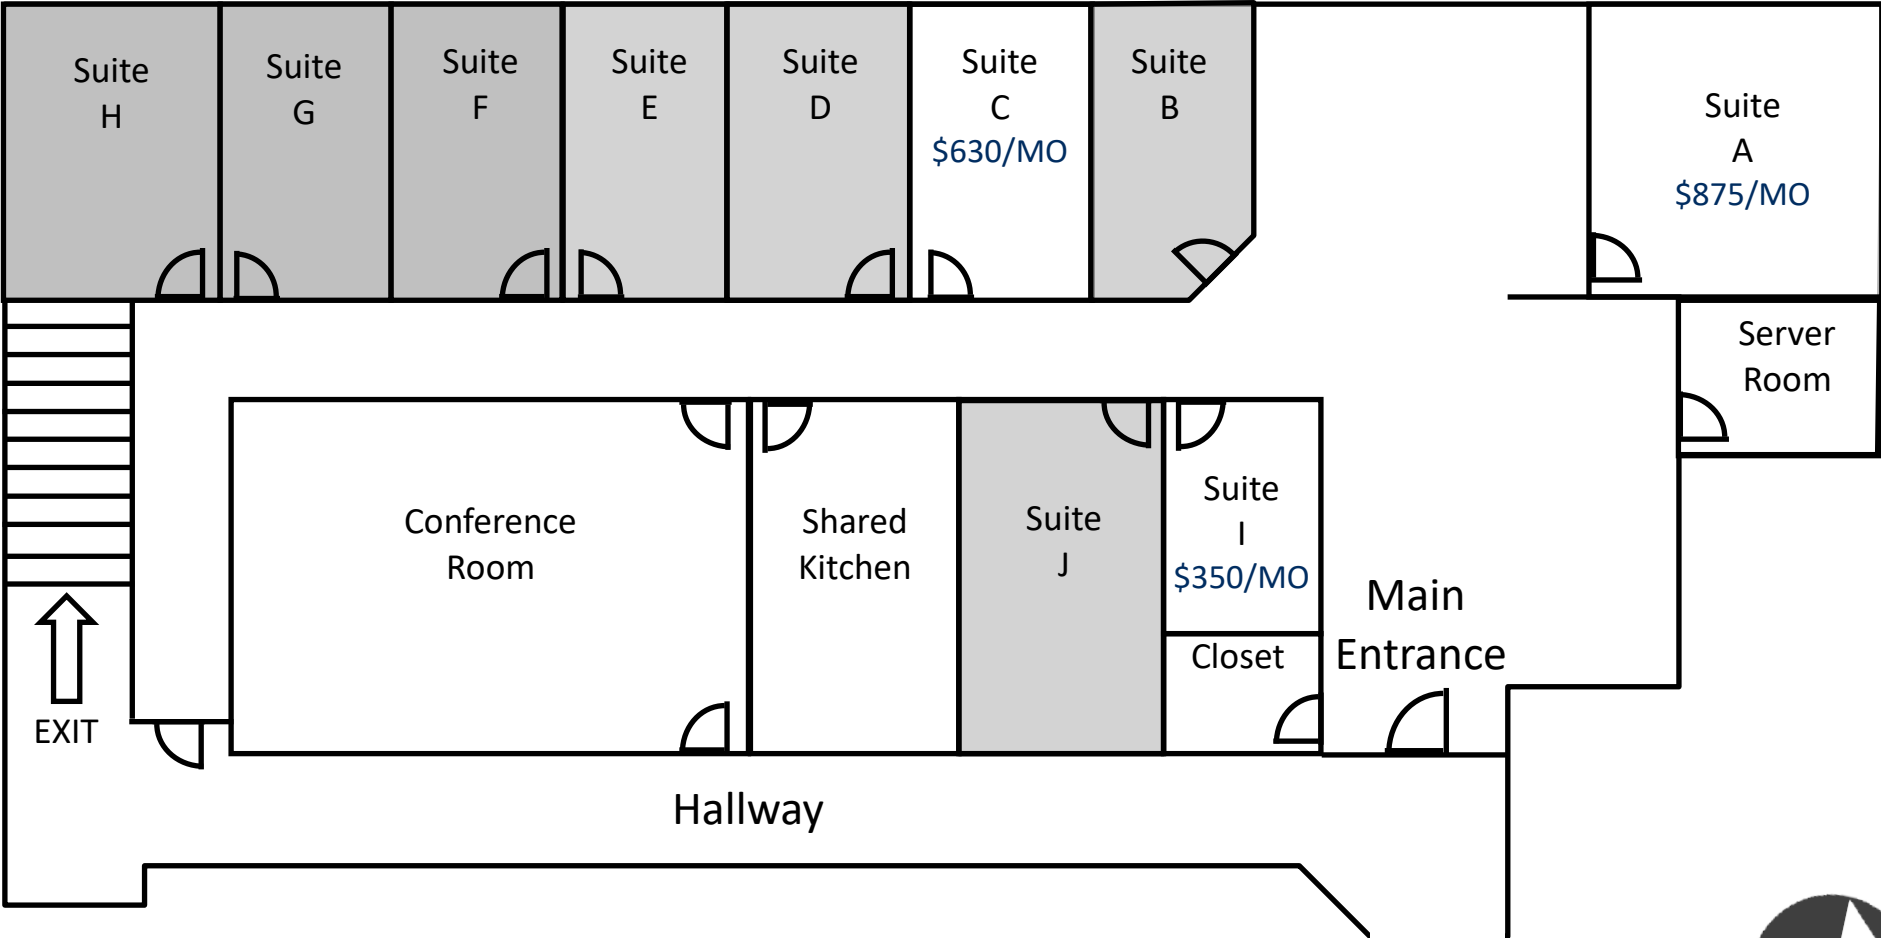 Suite
H
Suite
G
Suite
F
Suite
E
Suite
D
Suite
C
$630/MO
Suite
B
Suite
A
$875/MO
Server
Room
Conference
Room
Shared
Kitchen
Suite
J
Suite
I
$350/MO
Closet
Main
Entrance
EXIT
Hallway